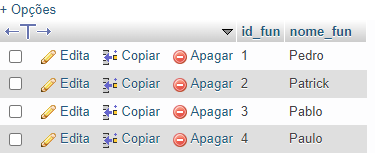 + Opções
id_fun nome_fun
Edita Copiar Apagar 1 Pedro
Edita Copiar Apagar 2 Patrick
Edita Copiar Apagar 3 Pablo
Edita Copiar Apagar 4 Paulo